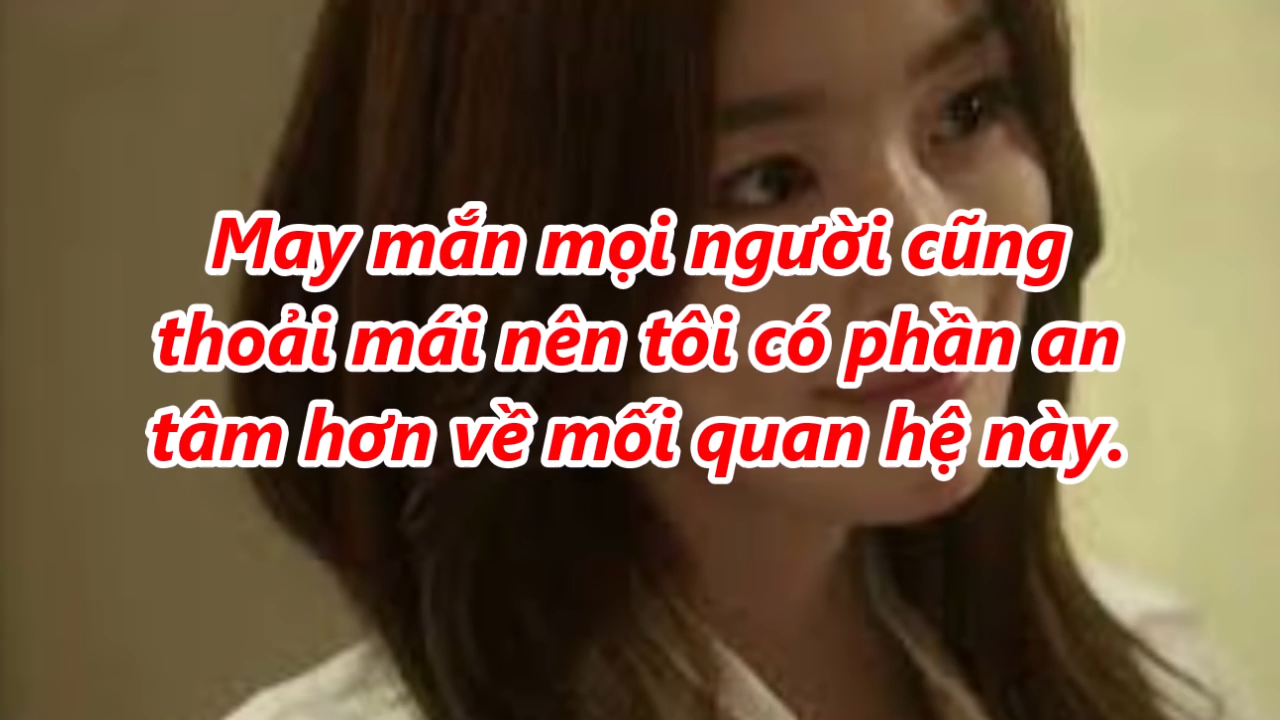 May mắn mọi người cũng
thoải mái nên tôi có phần an
tâm hơn về mối quan hệ này.